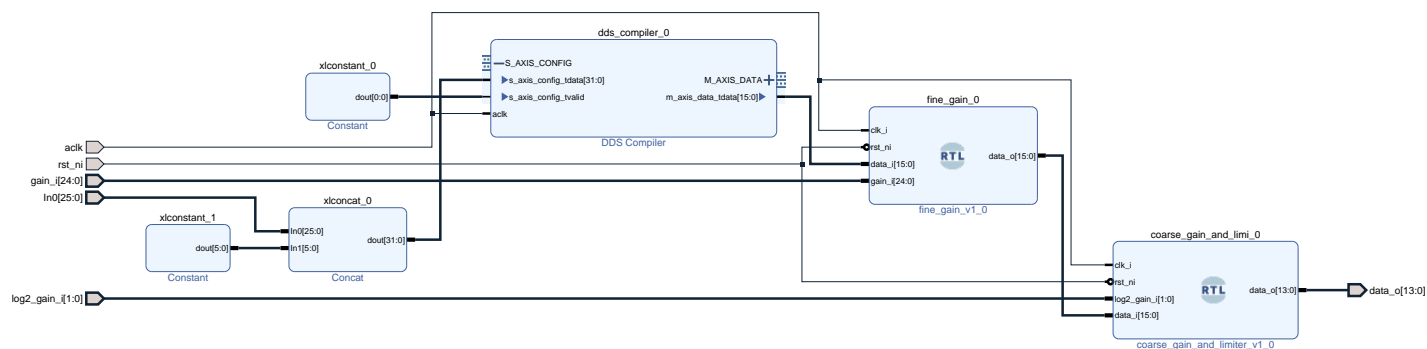 dds_compiler_0
xlconstant_0
S_AXIS_CONFIG
s_axis_config_tdata[31:0]
M_AXIS_DATA
dout[0:0]
s_axis_config_tvalid
m_axis_data_tdata[15:0]
fine_gain_0
aclk
Constant
clk_i
DDS Compiler
aclk
rst_ni
RTL
data_o[15:0]
rst_ni
data_i[15:0]
gain_i[24:0]
gain_i[24:0]
In0[25:0]
xlconcat_0
fine_gain_v1_0
xlconstant_1
In0[25:0]
coarse_gain_and_limi_0
dout[5:0]
In1[5:0]
dout[31:0]
clk_i
Constant
Concat
rst_ni
RTL
data_o[13:0]
data_o[13:0]
log2_gain_i[1:0]
log2_gain_i[1:0]
data_i[15:0]
coarse_gain_and_limiter_v1_0